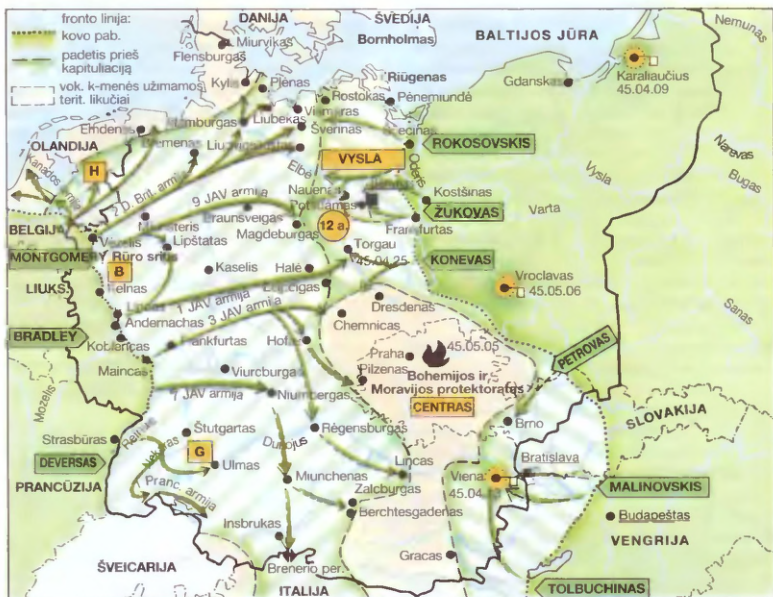 fronto linija:
kovo pab.
padėtis prieš
kapituliaciją
vok. k-menės užimamos
terit. likučiai
DANIJA
ŠVEDIJA
Bornholmas
BALTIJOS JŪRA
Nemunas
Miurvikas
Flensburgas
Karaliaučius
45.04.09
Kylis
Plėnas
Riūgenas
Rostokas
Pėnemiundė
Gdanskas
Emdenas
Hamburgas
Liubekas
Vismaras
Šverinas
Ščecinas
OLANDIJA
Bremenas
Liudvigslustas
ROKOSOVSKIS
H
Elbė
VYSLA
Oderis
Narevas
Bugas
Vysla
2 D. Brit. armija
9 JAV armija
Nauenas
Potsdamas
Kostšinas
ŽUKOVAS
Varta
BELGIJA
Miunsteris
Braunšveigas
Magdeburgas
12 a.
Frankfurtas
Vezelis
Lipštatas
Torgau
45.04.25
KONEVAS
MONTGOMERY
Rūro sritis
B
Kaselis
Halė
Leipcigas
Vroclavas
45.05.06
LIUKS.
Kelnas
1 JAV armija
3 JAV armija
Dresdenas
Sanas
Lincas
Andernachas
Chemnicas
BRADLEY
Koblencas
Frankfurtas
Hofas
Praha
45.05.05
PETROVAS
Maincas
Viurcburgas
Pilzenas
Bohemijos ir
Moravijos protektoratas
Mozelis
7 JAV armija
Niurnbergas
CENTRAS
SLOVAKIJA
Brno
Strasbūras
Reinas
Štutgartas
G
Dunojus
Rėgensburgas
DEVERSAS
Ulmas
Lincas
Viena
45.04.13
Bratislava
MALINOVSKIS
PRANCŪZIJA
Pranc. armija
Miunchenas
Zalcburgas
Berchtesgadenas
Budapeštas
VENGRIJA
Insbrukas
ŠVEICARIJA
Brenerio per.
ITALIJA
Gracas
TOLBUCHINAS